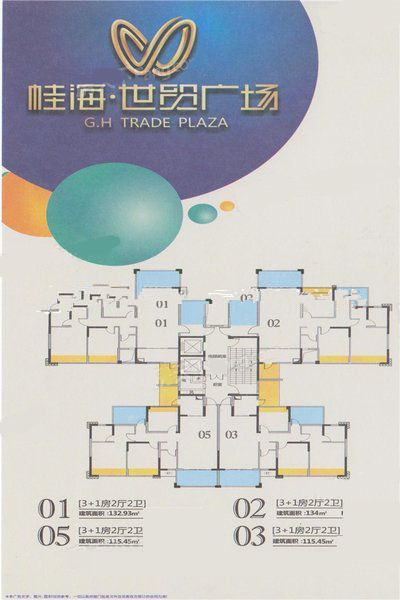 桂海·世贸广场
G.H TRADE PLAZA
01
01
02
02
05
03
01 [3+1房2厅2卫]
建筑面积:132.93㎡
02 [3+1房2厅2卫]
建筑面积:134㎡
05 [3+1房2厅2卫]
建筑面积:115.45㎡
03 [3+1房2厅2卫]
建筑面积:115.45㎡